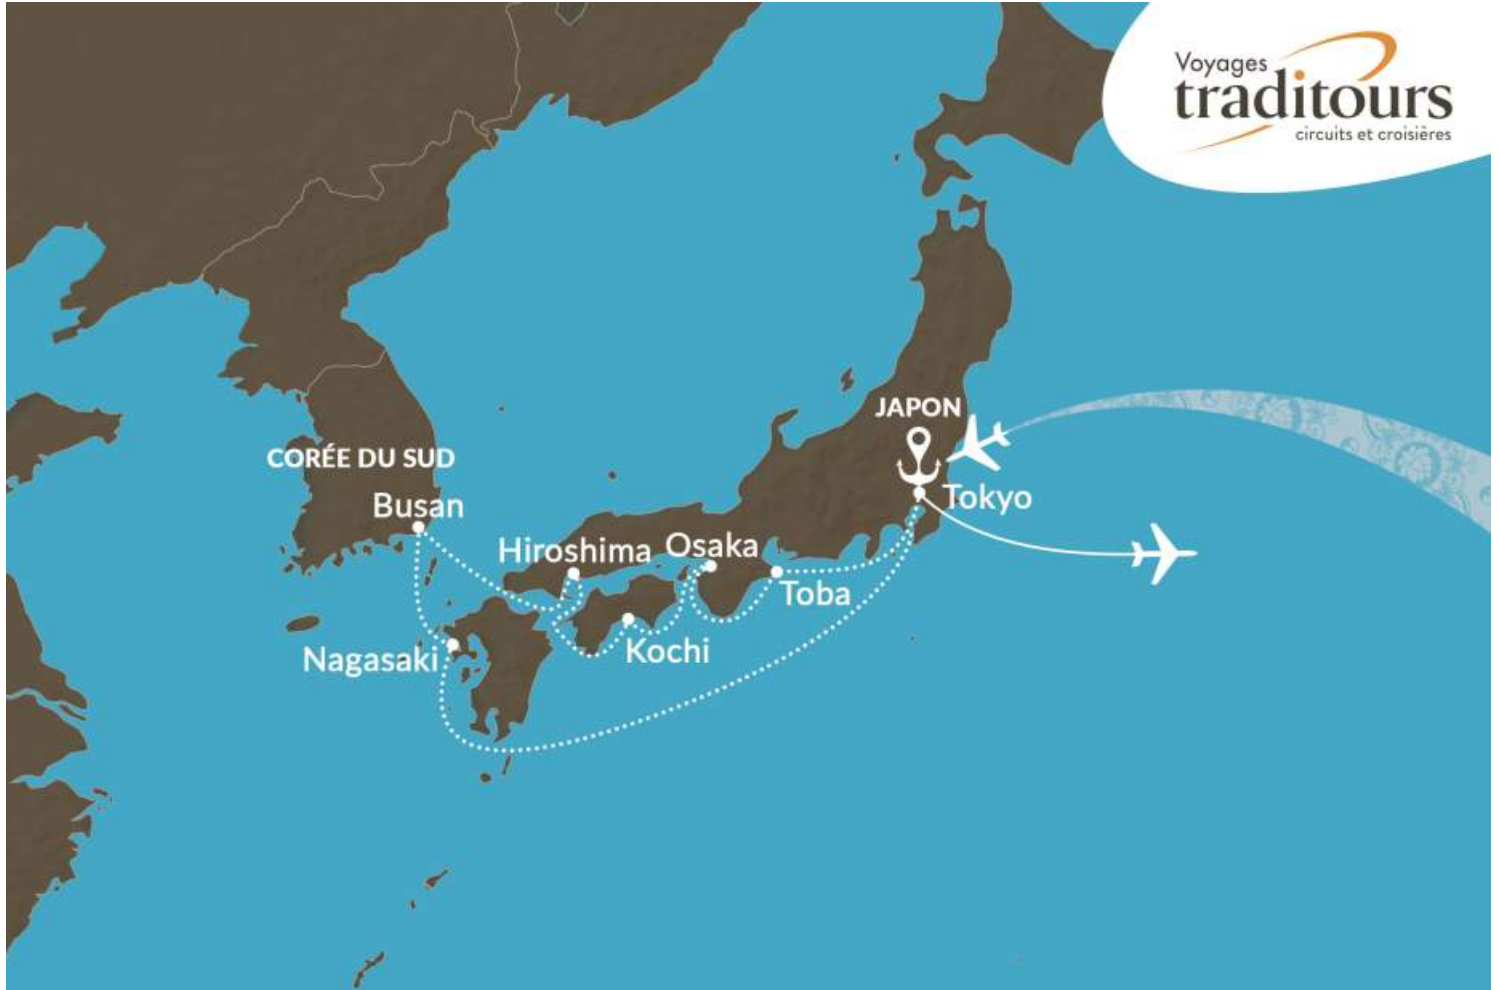 Voyages
traditours
circuits et croisières
JAPON
CORÉE DU SUD
Tokyo
Busan
Hiroshima
Osaka
Toba
Nagasaki
Kochi